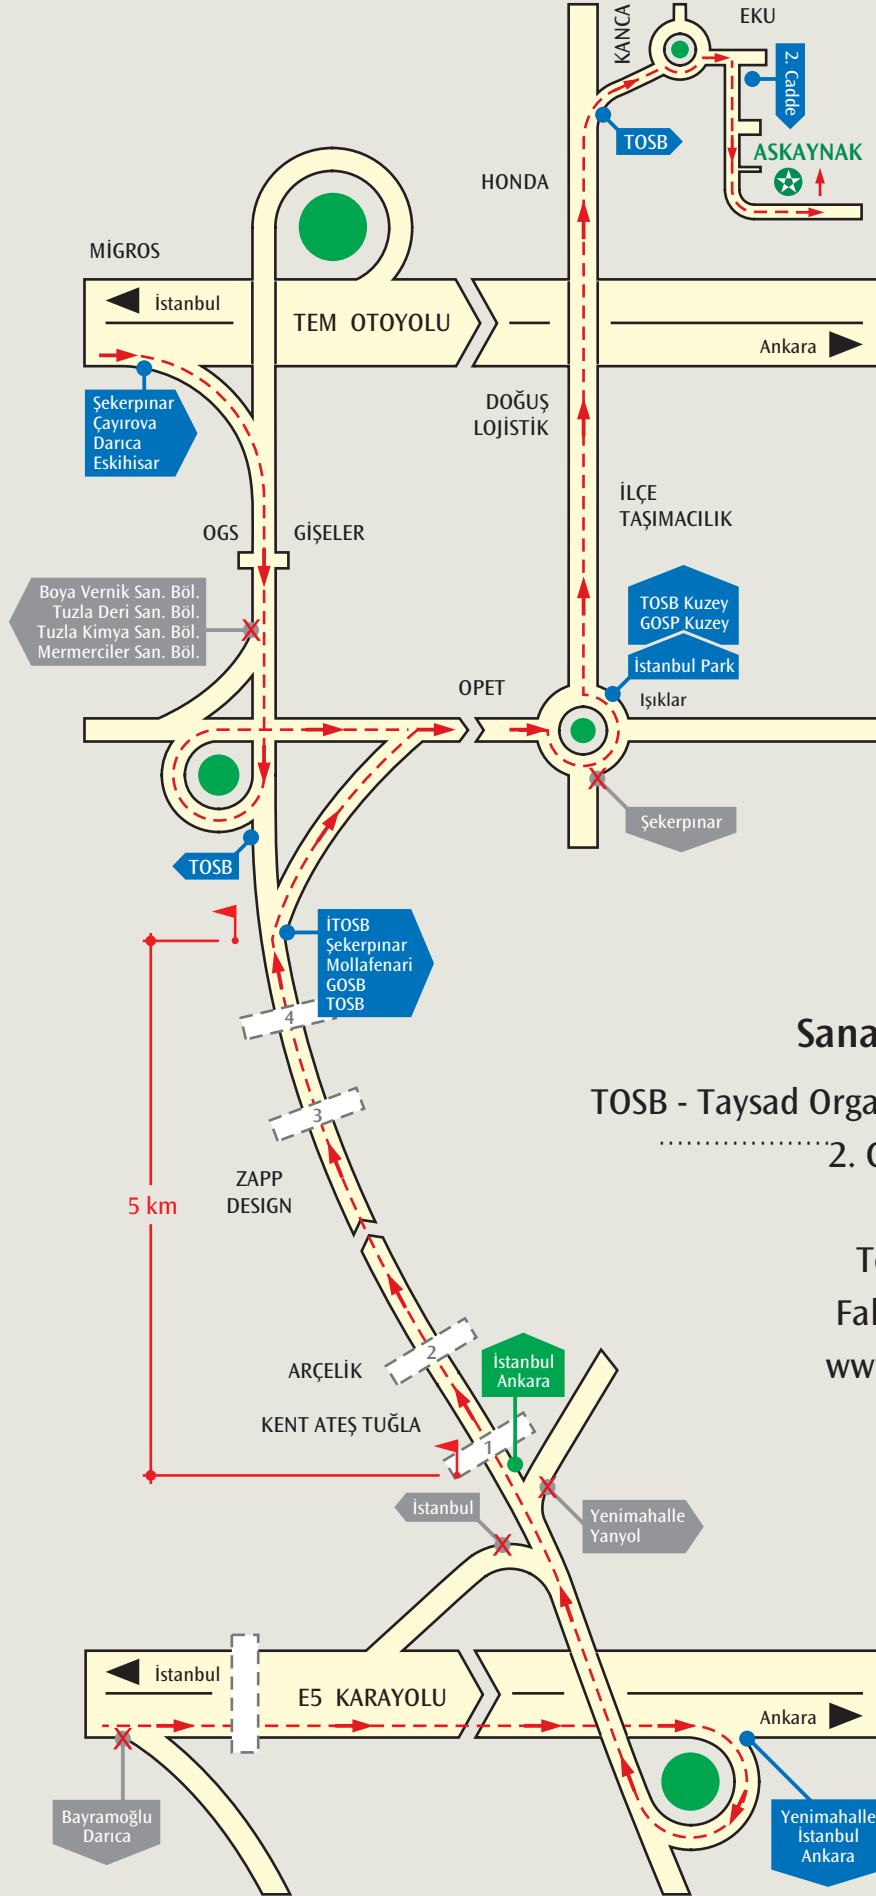 KANCA
EKU
2. Cadde
TOSB
ASKAYNAK
HONDA
MİGROS
İstanbul
TEM OTOYOLU
Ankara
Şekerpınar
Çayırova
Darıca
Eskihisar
DOĞUŞ
LOJİSTİK
İLÇE
TAŞIMACILIK
OGS
GİŞELER
Boya Vernik San. Böl.
Tuzla Deri San. Böl.
Tuzla Kimya San. Böl.
Mermerciler San. Böl.
TOSB Kuzey
GOSP Kuzey
İstanbul Park
Işıklar
OPET
Şekerpınar
TOSB
İTOSB
Şekerpınar
Mollafenari
GOSB
TOSB
4
3
Sana
TOSB - Taysad Orga
2.
ZAPP
DESIGN
5 km
Fal
www
2
ARÇELİK
İstanbul
Ankara
KENT ATEŞ TUĞLA
1
İstanbul
Yenimahalle
Yanyol
İstanbul
E5 KARAYOLU
Ankara
Bayramoğlu
Darıca
Yenimahalle
İstanbul
Ankara